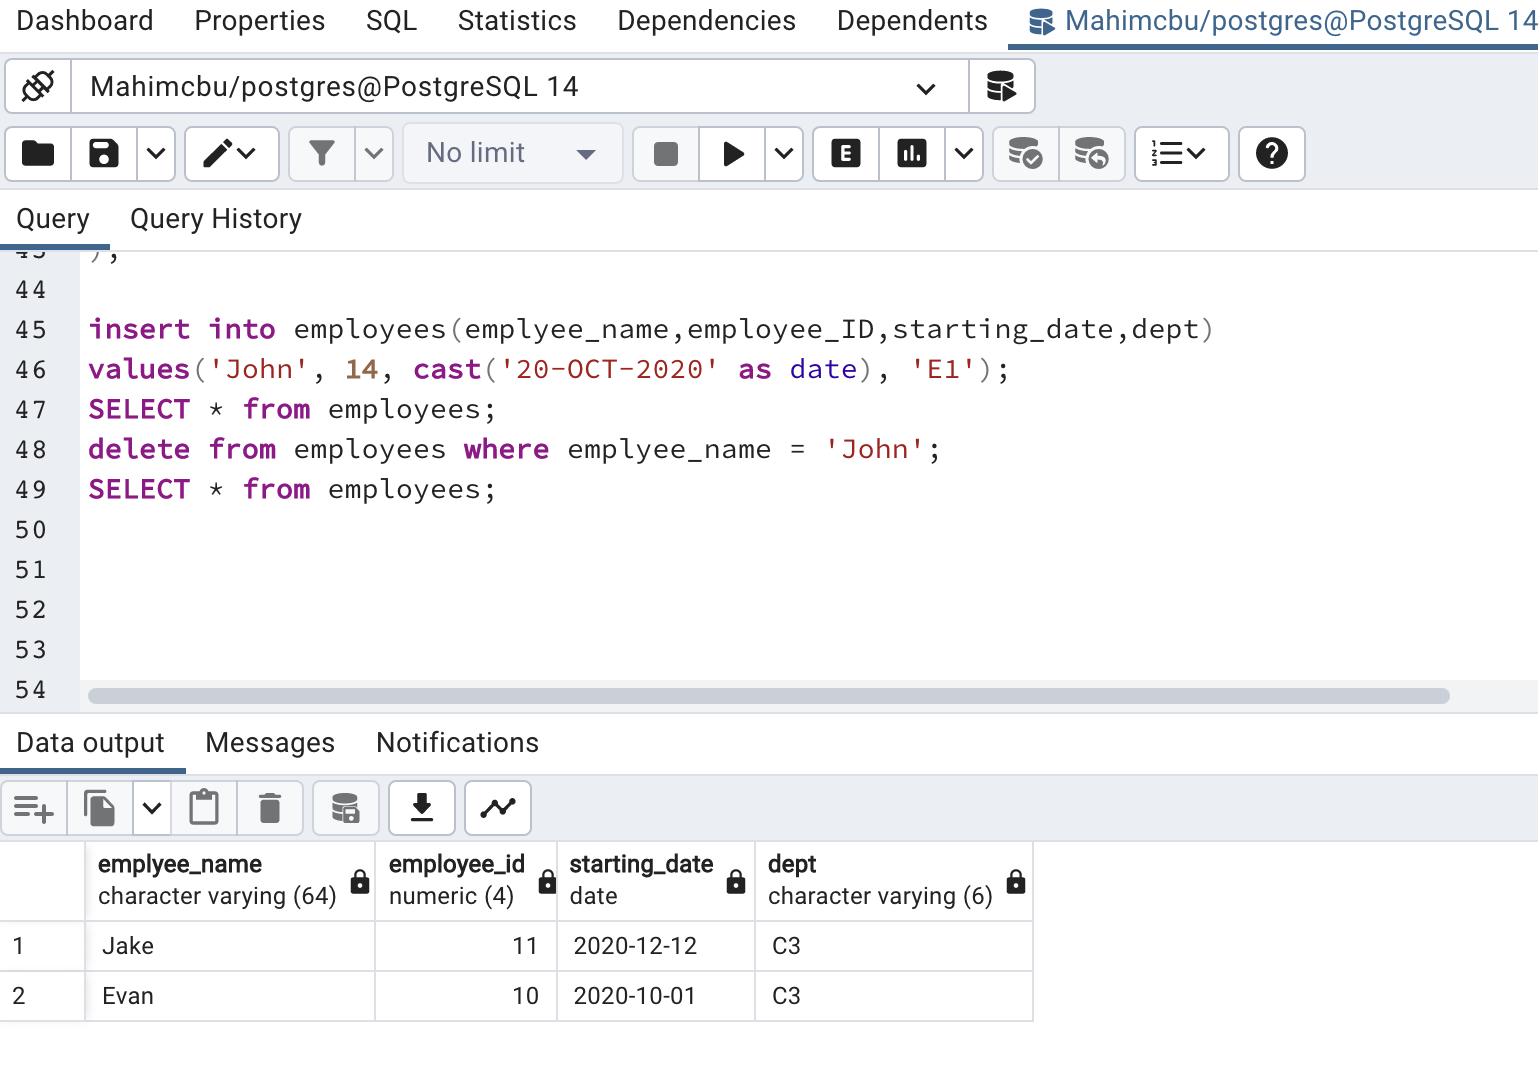 Dashboard Properties SQL Statistics Dependencies Dependents Mahimcbu/postgres@PostgreSQL 14
Mahimcbu/postgres@PostgreSQL 14
No limit E
Query Query History
43 );
44
45 insert into employees(emplyee_name,employee_ID,starting_date,dept)
46 values('John', 14, cast('20-OCT-2020' as date), 'E1');
47 SELECT * from employees;
48 delete from employees where emplyee_name = 'John';
49 SELECT * from employees;
50
51
52
53
54
Data output Messages Notifications
emplyee_name employee_id starting_date dept
character varying (64) numeric (4) date character varying (6)
1 Jake 11 2020-12-12 C3
2 Evan 10 2020-10-01 C3